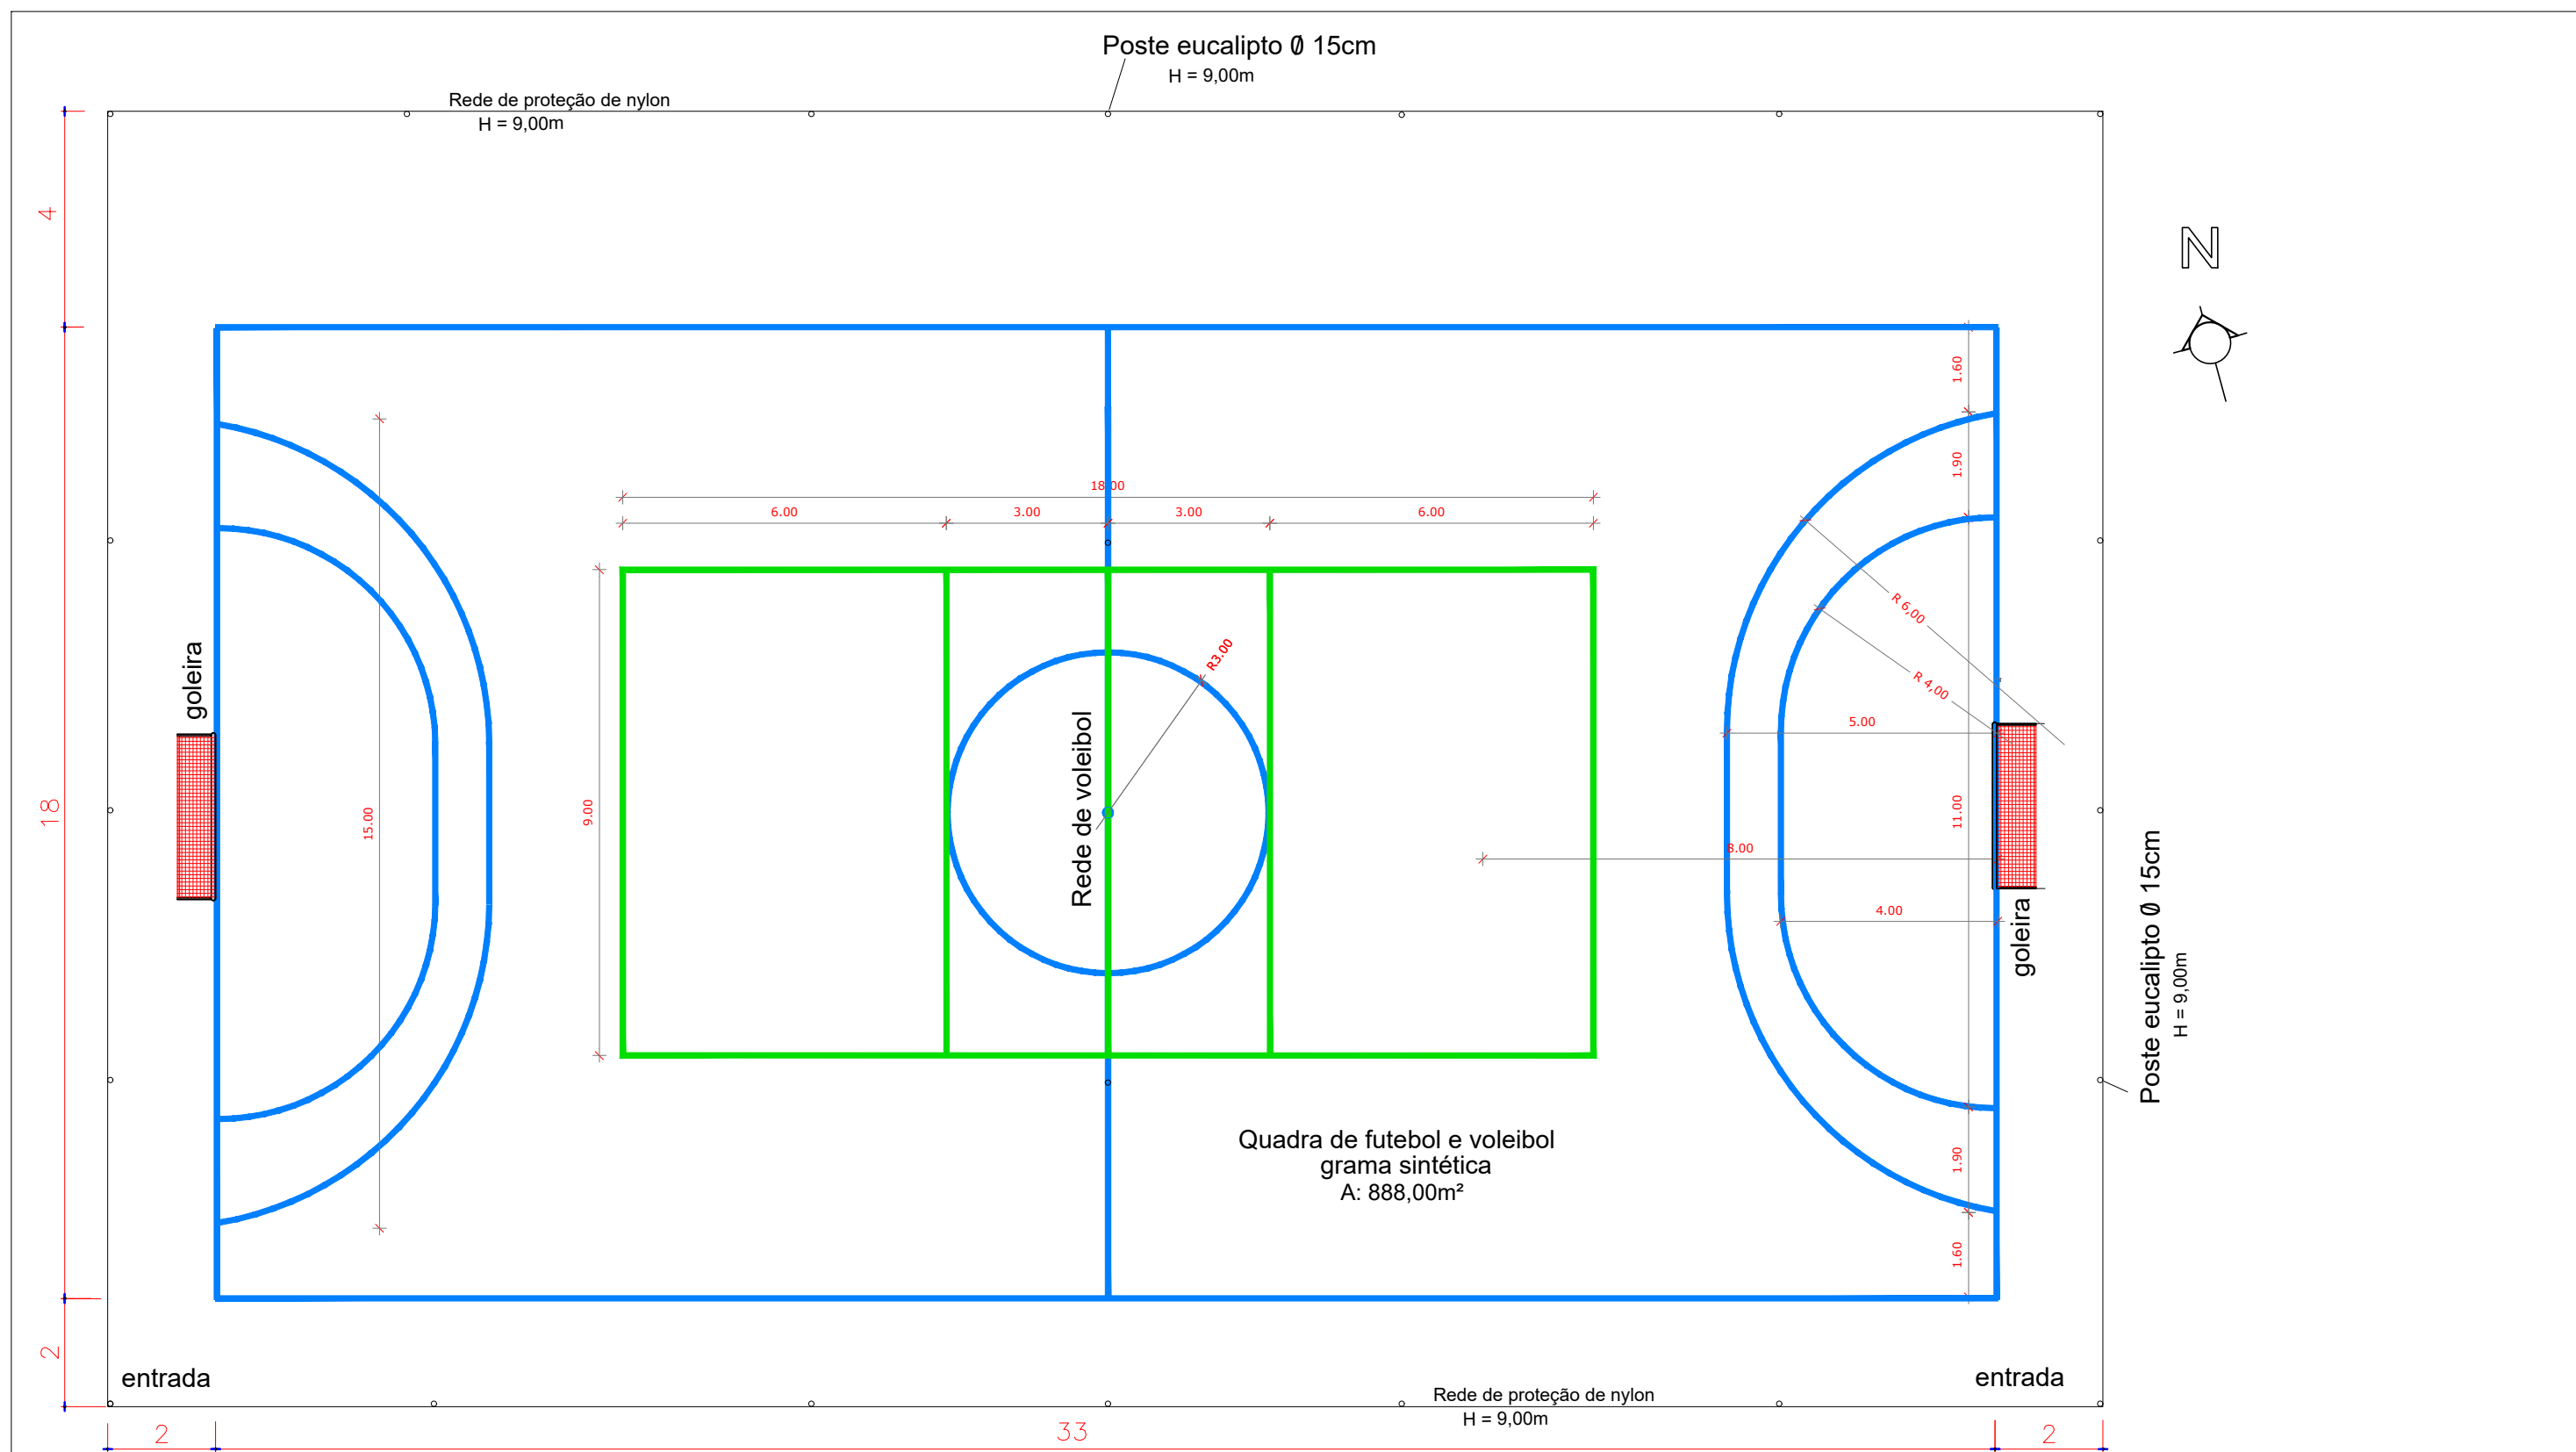 Poste eucalipto Ø 15cm
H = 9,00m
Rede de proteção de nylon
H = 9,00m
4
N
1.60
1.90
18.00
6.00
3.00
3.00
6.00
R 6,00
R 4,00
R3.00
goleira
5.00
Rede de voleibol
18
15.00
9.00
11.00
8.00
4.00
goleira
Poste eucalipto Ø 15cm
H = 9,00m
Quadra de futebol e voleibol
grama sintética
A: 888,00m²
1.90
1.60
2
entrada
entrada
Rede de proteção de nylon
H = 9,00m
2
33
2